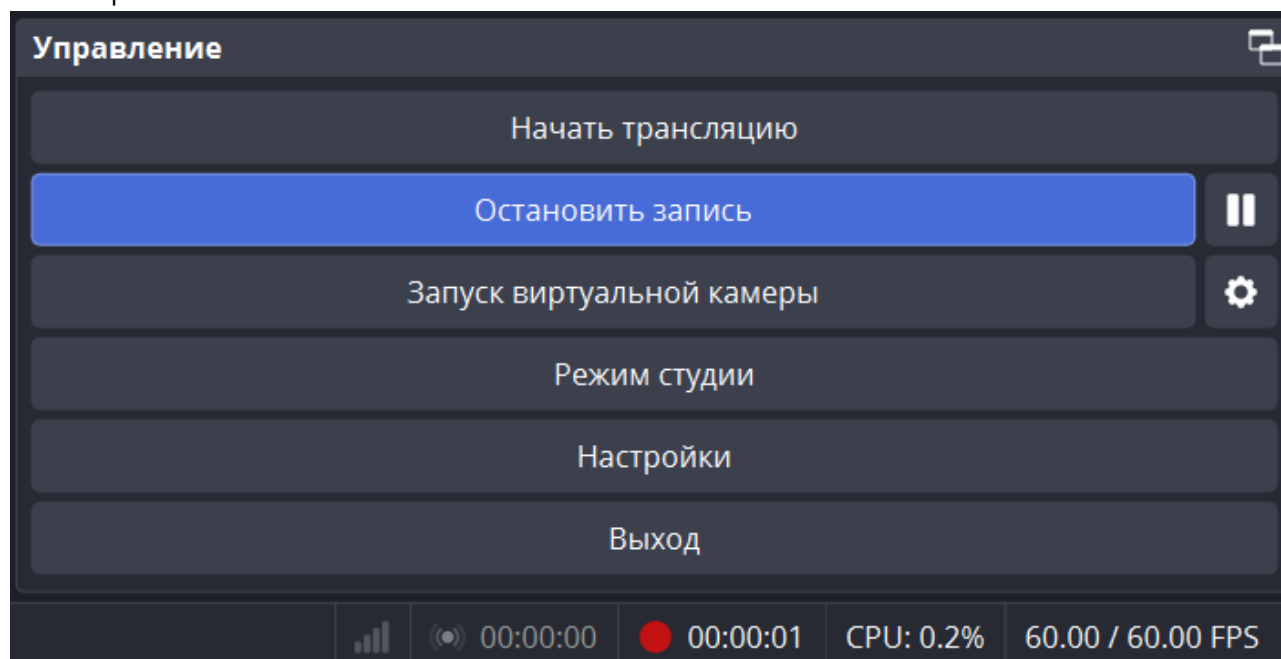 Управление
Начать трансляцию
Остановить запись
Запуск виртуальной камеры
Режим студии
Настройки
Выход
00:00:00 00:00:01 CPU: 0.2% 60.00 / 60.00 FPS